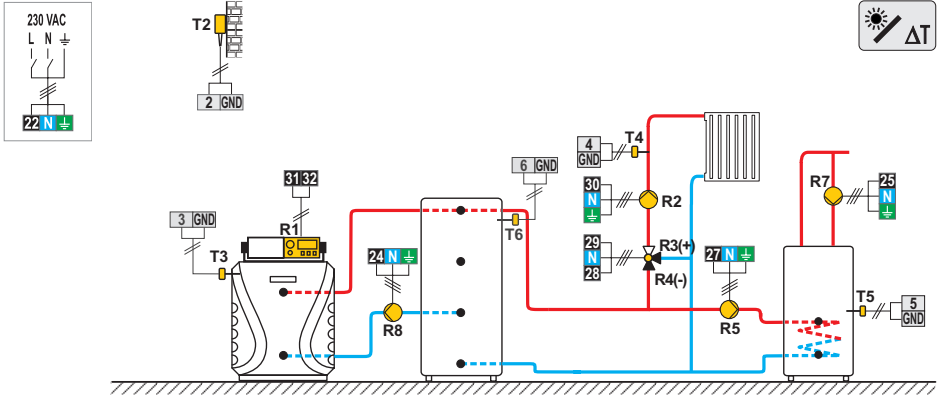 230 VAC
L N
22 N
T2
2 GND
ΔT
3 GND
T3
31 32
R1
24 N
R8
6 GND
T6
4
GND
T4
30
N
R2
29
N
28
R3(+)
R4(-)
27 N
R5
R7
25
N
T5
5
GND